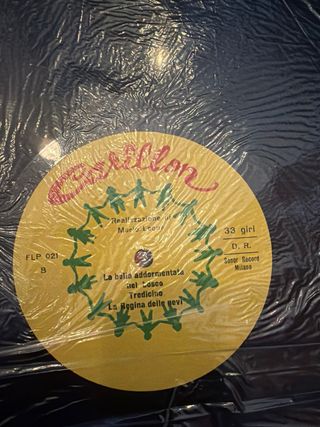 Carillon
Realizzazione di
Mario Leone
FLP 021
B
33 giri
D. R.
Sonor Record
Milano
La bella addormentata
nel bosco
Tredicino
La Regina delle nevi